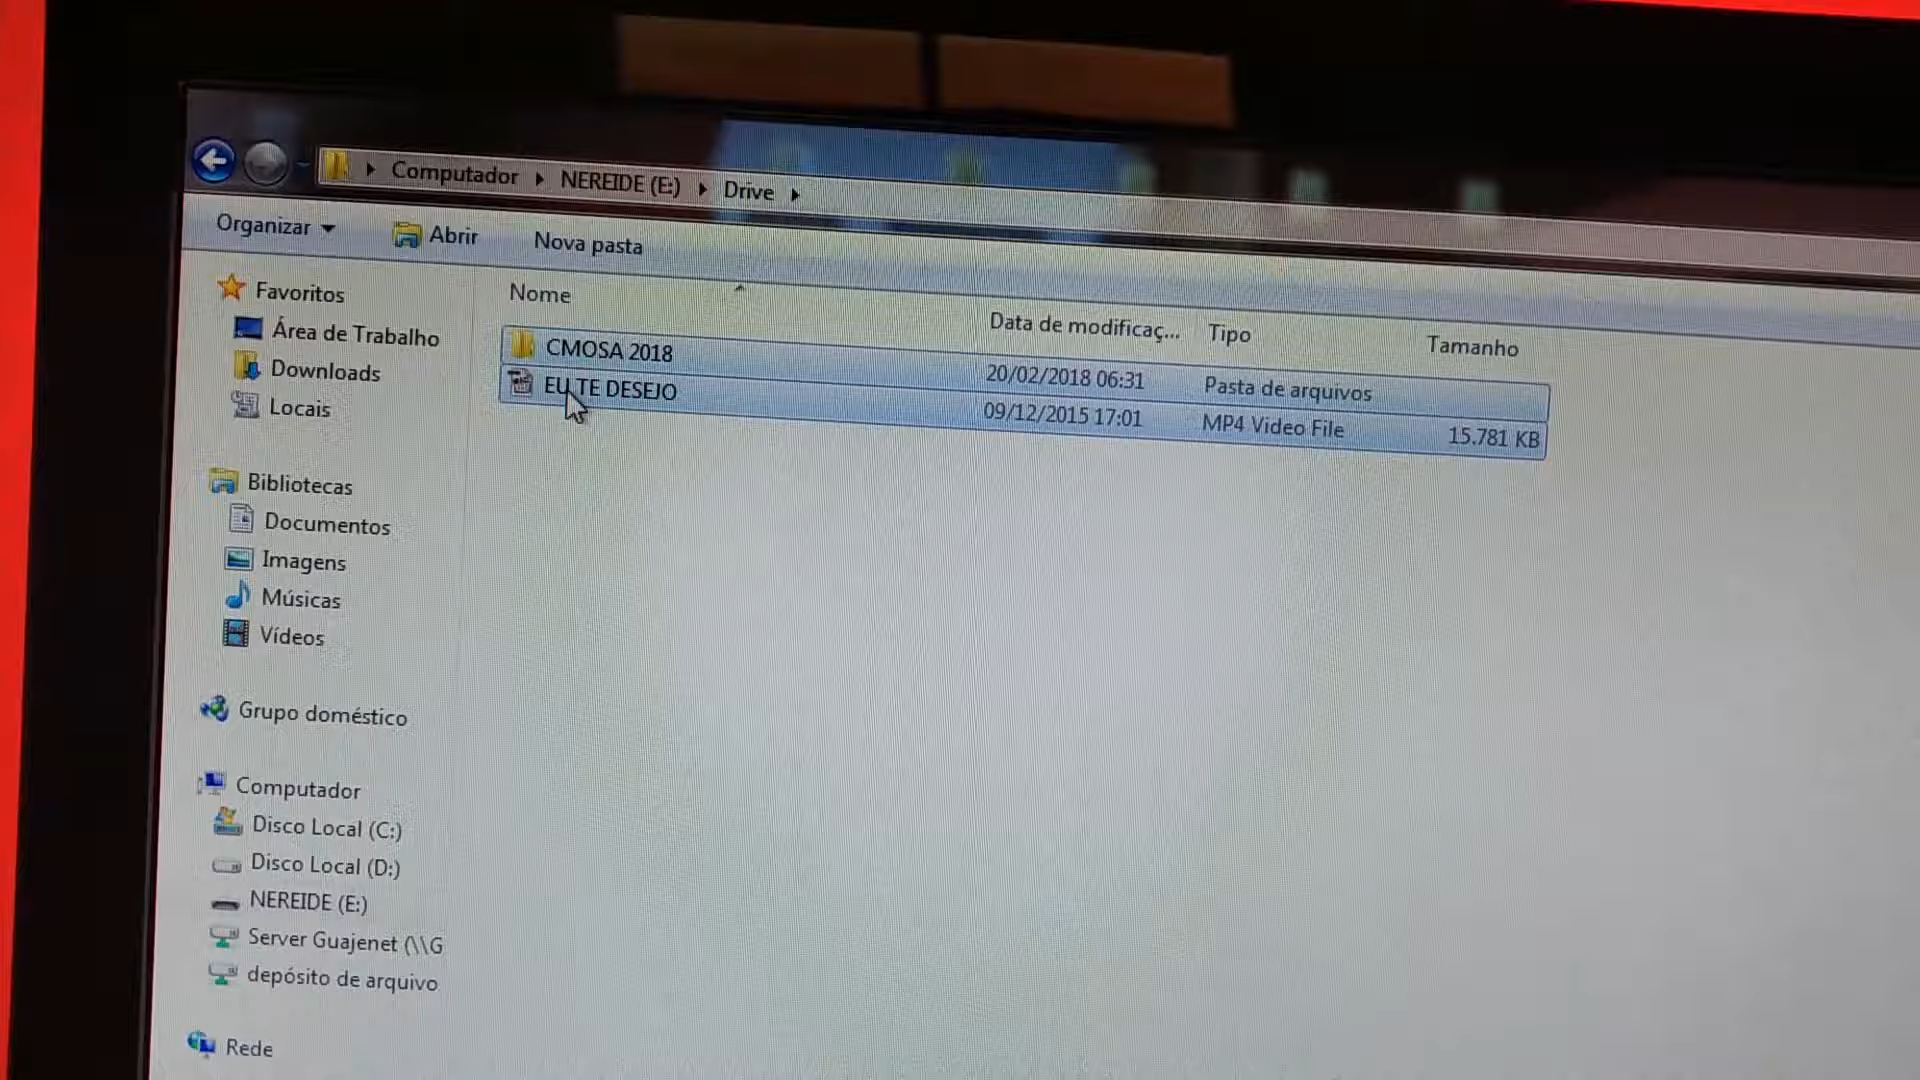 Computador NEREIDE (E:) Drive
Organizar Abrir Nova pasta
Nome Data de modificaç... Tipo Tamanho
CMOSA 2018 20/02/2018 06:31 Pasta de arquivos
EU TE DESEJO 09/12/2015 17:01 MP4 Video File 15.781 KB
Favoritos
Área de Trabalho
Downloads
Locais
Bibliotecas
Documentos
Imagens
Músicas
Vídeos
Grupo doméstico
Computador
Disco Local (C:)
Disco Local (D:)
NEREIDE (E:)
Server Guajenet (\\G
depósito de arquivo
Rede